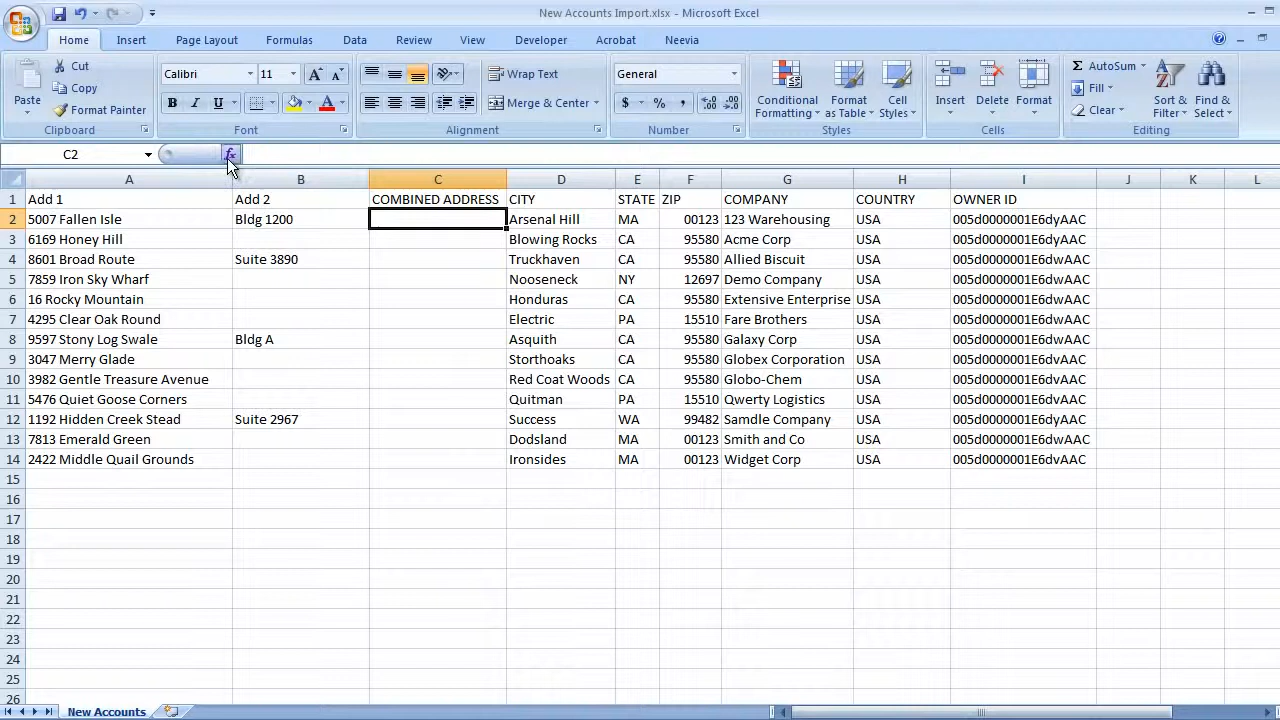 New Accounts Import.xlsx - Microsoft Excel
Home Insert Page Layout Formulas Data Review View Developer Acrobat Neevia
Paste Cut Copy Format Painter Clipboard
Calibri 11 B I U A Font
Wrap Text Merge & Center Alignment
General $ % , Number
Conditional Formatting Format as Table Cell Styles Styles
Insert Delete Format Cells
Σ AutoSum Fill Clear Sort & Filter Find & Select Editing
C2 fx
A B C D E F G H I J K L
1 Add 1 Add 2 COMBINED ADDRESS CITY STATE ZIP COMPANY COUNTRY OWNER ID
2 5007 Fallen Isle Bldg 1200 Arsenal Hill MA 00123 123 Warehousing USA 005d0000001E6dyAAC
3 6169 Honey Hill Blowing Rocks CA 95580 Acme Corp USA 005d0000001E6dyAAC
4 8601 Broad Route Suite 3890 Truckhaven CA 95580 Allied Biscuit USA 005d0000001E6dwAAC
5 7859 Iron Sky Wharf Nooseneck NY 12697 Demo Company USA 005d0000001E6dwAAC
6 16 Rocky Mountain Honduras CA 95580 Extensive Enterprise USA 005d0000001E6dwAAC
7 4295 Clear Oak Round Electric PA 15510 Fare Brothers USA 005d0000001E6dwAAC
8 9597 Stony Log Swale Bldg A Asquith CA 95580 Galaxy Corp USA 005d0000001E6dyAAC
9 3047 Merry Glade Storthoaks CA 95580 Globex Corporation USA 005d0000001E6dvAAC
10 3982 Gentle Treasure Avenue Red Coat Woods CA 95580 Globo-Chem USA 005d0000001E6dvAAC
11 5476 Quiet Goose Corners Quitman PA 15510 Qwerty Logistics USA 005d0000001E6dvAAC
12 1192 Hidden Creek Stead Suite 2967 Success WA 99482 Samdle Company USA 005d0000001E6dyAAC
13 7813 Emerald Green Dodsland MA 00123 Smith and Co USA 005d0000001E6dwAAC
14 2422 Middle Quail Grounds Ironsides MA 00123 Widget Corp USA 005d0000001E6dvAAC
15
16
17
18
19
20
21
22
23
24
25
26
New Accounts